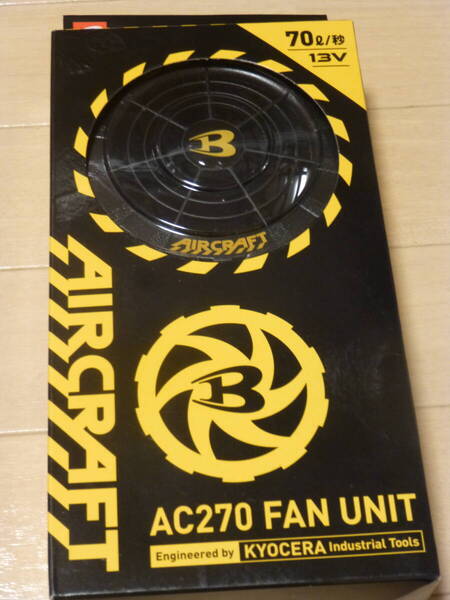 70ℓ/秒
13V
B
AIRCRAFT
AIRCRAFT
B
AC270 FAN UNIT
Engineered by KYOCERA Industrial Tools